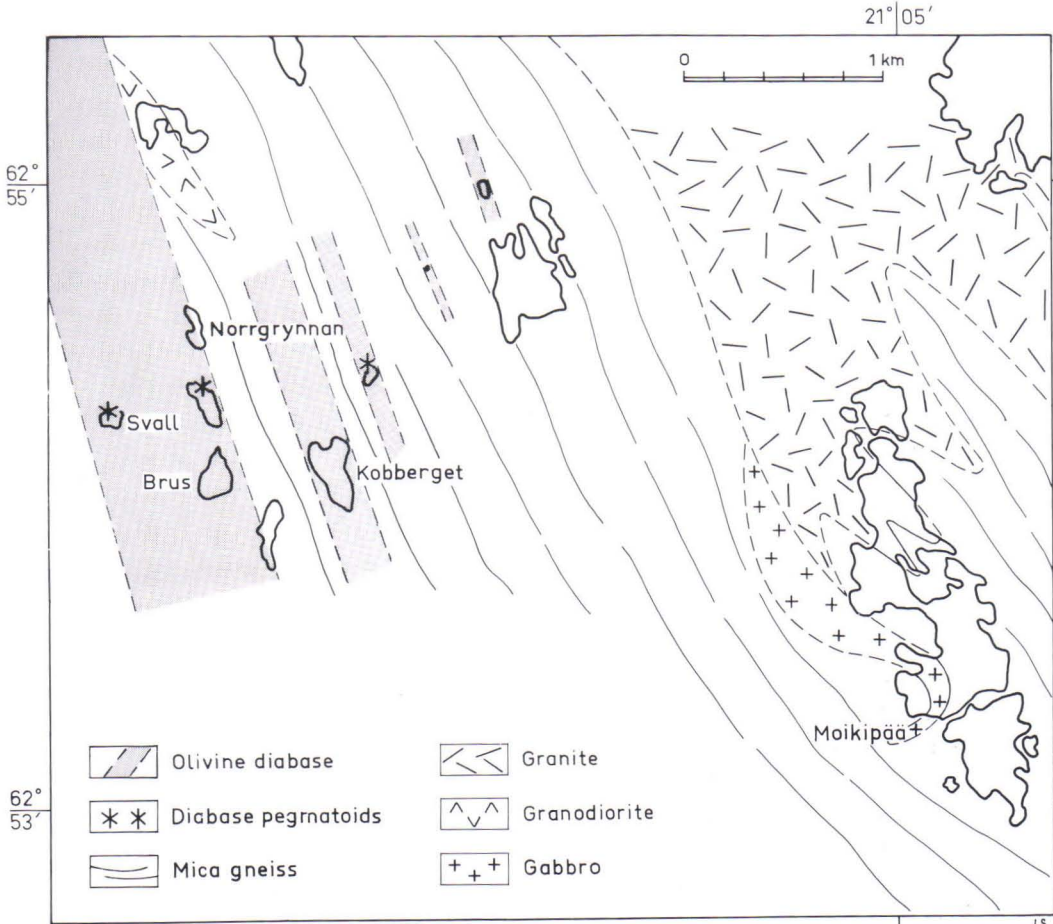 21° 05'
0 1 km
62° 55'
Norrgrynnan
Svall
Brus
Kobberget
Moikipää
62° 53'
Olivine diabase
Diabase pegmatoids
Mica gneiss
Granite
Granodiorite
Gabbro